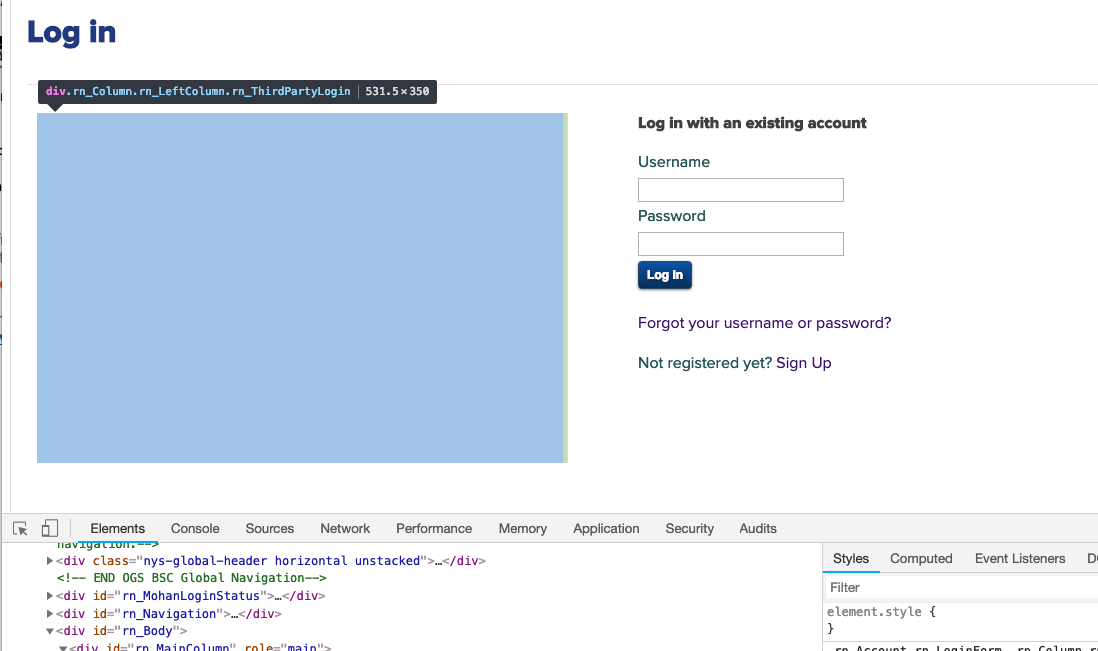 Log in
div.rn_Column.rn_LeftColumn.rn_ThirdPartyLogin | 531.5×350
Log in with an existing account
Username
Password
Log In
Forgot your username or password?
Not registered yet? Sign Up
Elements Console Sources Network Performance Memory Application Security Audits
navigation.-->
<div class="nys-global-header horizontal unstacked">…</div>
<!-- END OGS BSC Global Navigation-->
<div id="rn_MohanLoginStatus">…</div>
<div id="rn_Navigation">…</div>
<div id="rn_Body">
<div id="rn_MainColumn" role="main">
Styles Computed Event Listeners
Filter
element.style {
}
.rn_Account.rn_LoginForm .rn_Column.